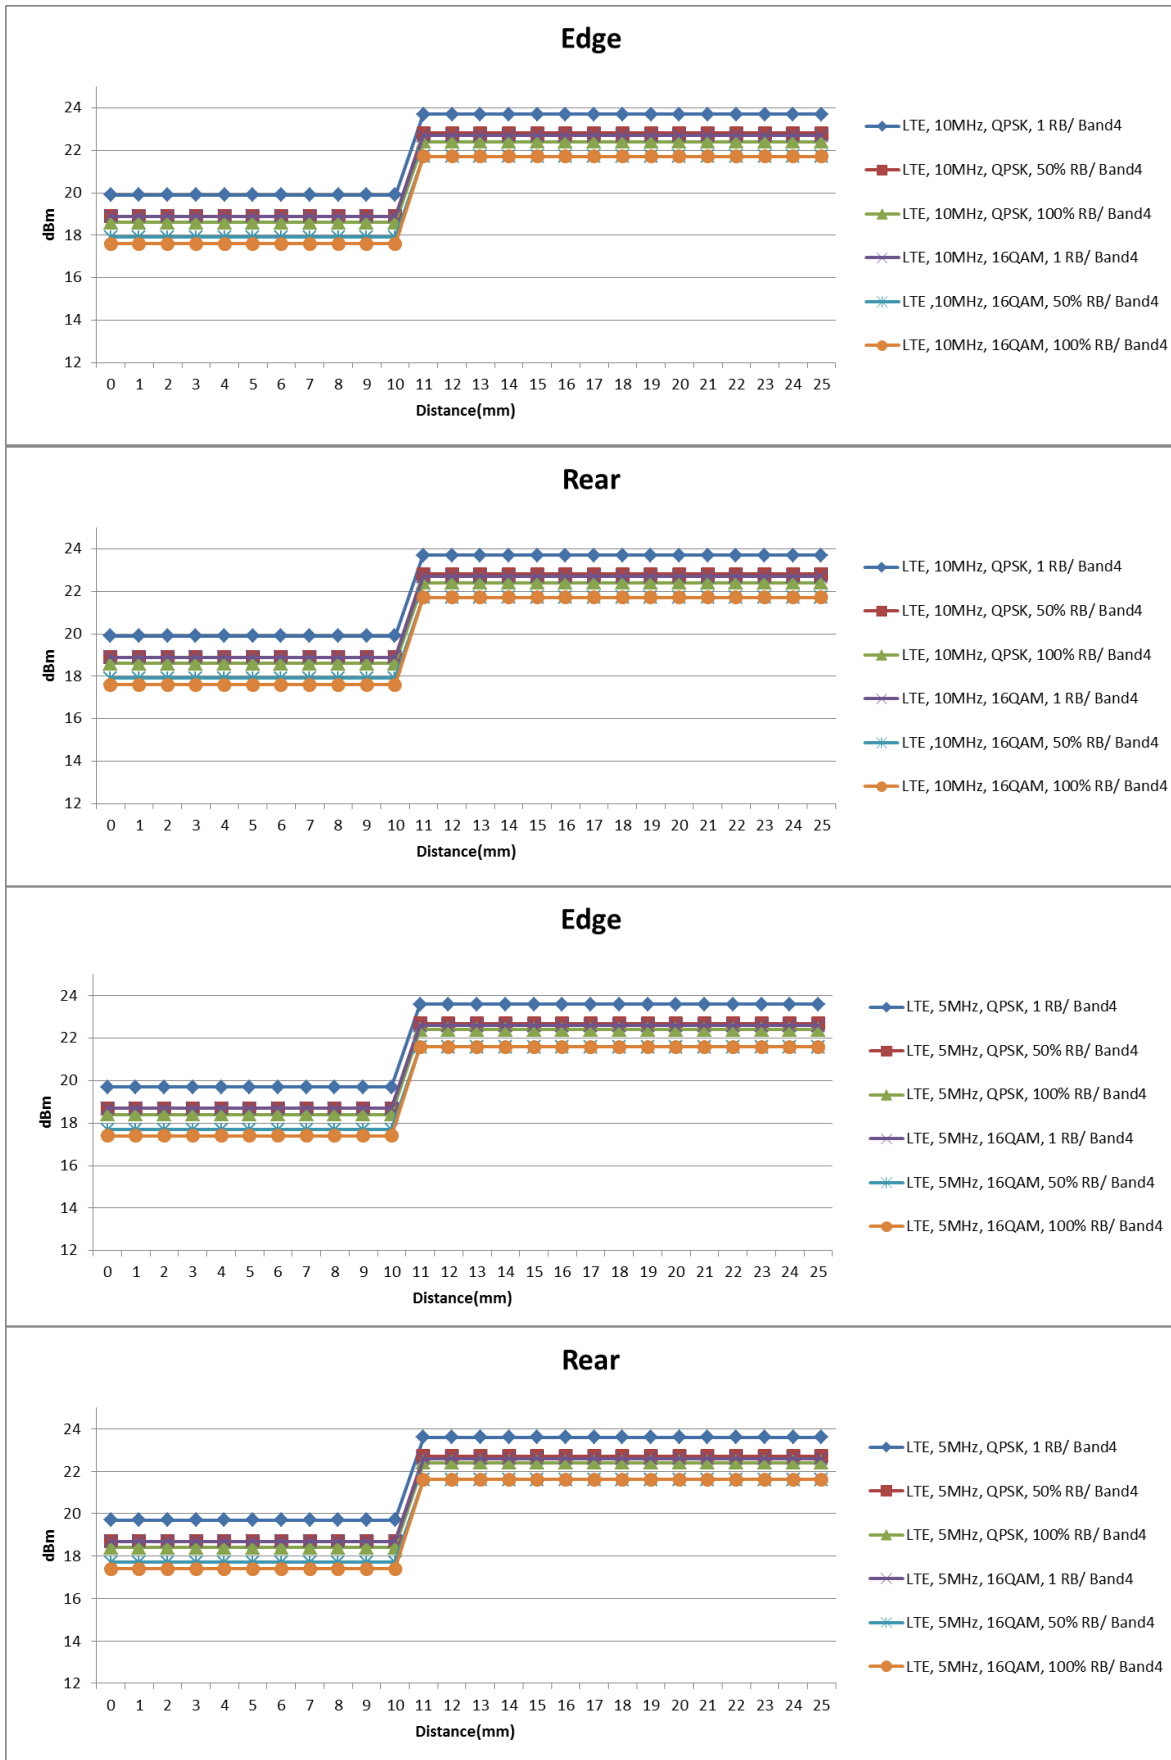 Edge
24
22
20
18
16
14
12
dBm
0 1 2 3 4 5 6 7 8 9 10 11 12 13 14 15 16 17 18 19 20 21 22 23 24 25
Distance(mm)
LTE, 10MHz, QPSK, 1 RB/ Band4
LTE, 10MHz, QPSK, 50% RB/ Band4
LTE, 10MHz, QPSK, 100% RB/ Band4
LTE, 10MHz, 16QAM, 1 RB/ Band4
LTE ,10MHz, 16QAM, 50% RB/ Band4
LTE, 10MHz, 16QAM, 100% RB/ Band4
Rear
24
22
20
18
16
14
12
dBm
0 1 2 3 4 5 6 7 8 9 10 11 12 13 14 15 16 17 18 19 20 21 22 23 24 25
Distance(mm)
LTE, 10MHz, QPSK, 1 RB/ Band4
LTE, 10MHz, QPSK, 50% RB/ Band4
LTE, 10MHz, QPSK, 100% RB/ Band4
LTE, 10MHz, 16QAM, 1 RB/ Band4
LTE ,10MHz, 16QAM, 50% RB/ Band4
LTE, 10MHz, 16QAM, 100% RB/ Band4
Edge
24
22
20
18
16
14
12
dBm
0 1 2 3 4 5 6 7 8 9 10 11 12 13 14 15 16 17 18 19 20 21 22 23 24 25
Distance(mm)
LTE, 5MHz, QPSK, 1 RB/ Band4
LTE, 5MHz, QPSK, 50% RB/ Band4
LTE, 5MHz, QPSK, 100% RB/ Band4
LTE, 5MHz, 16QAM, 1 RB/ Band4
LTE, 5MHz, 16QAM, 50% RB/ Band4
LTE, 5MHz, 16QAM, 100% RB/ Band4
Rear
24
22
20
18
16
14
12
dBm
0 1 2 3 4 5 6 7 8 9 10 11 12 13 14 15 16 17 18 19 20 21 22 23 24 25
Distance(mm)
LTE, 5MHz, QPSK, 1 RB/ Band4
LTE, 5MHz, QPSK, 50% RB/ Band4
LTE, 5MHz, QPSK, 100% RB/ Band4
LTE, 5MHz, 16QAM, 1 RB/ Band4
LTE, 5MHz, 16QAM, 50% RB/ Band4
LTE, 5MHz, 16QAM, 100% RB/ Band4